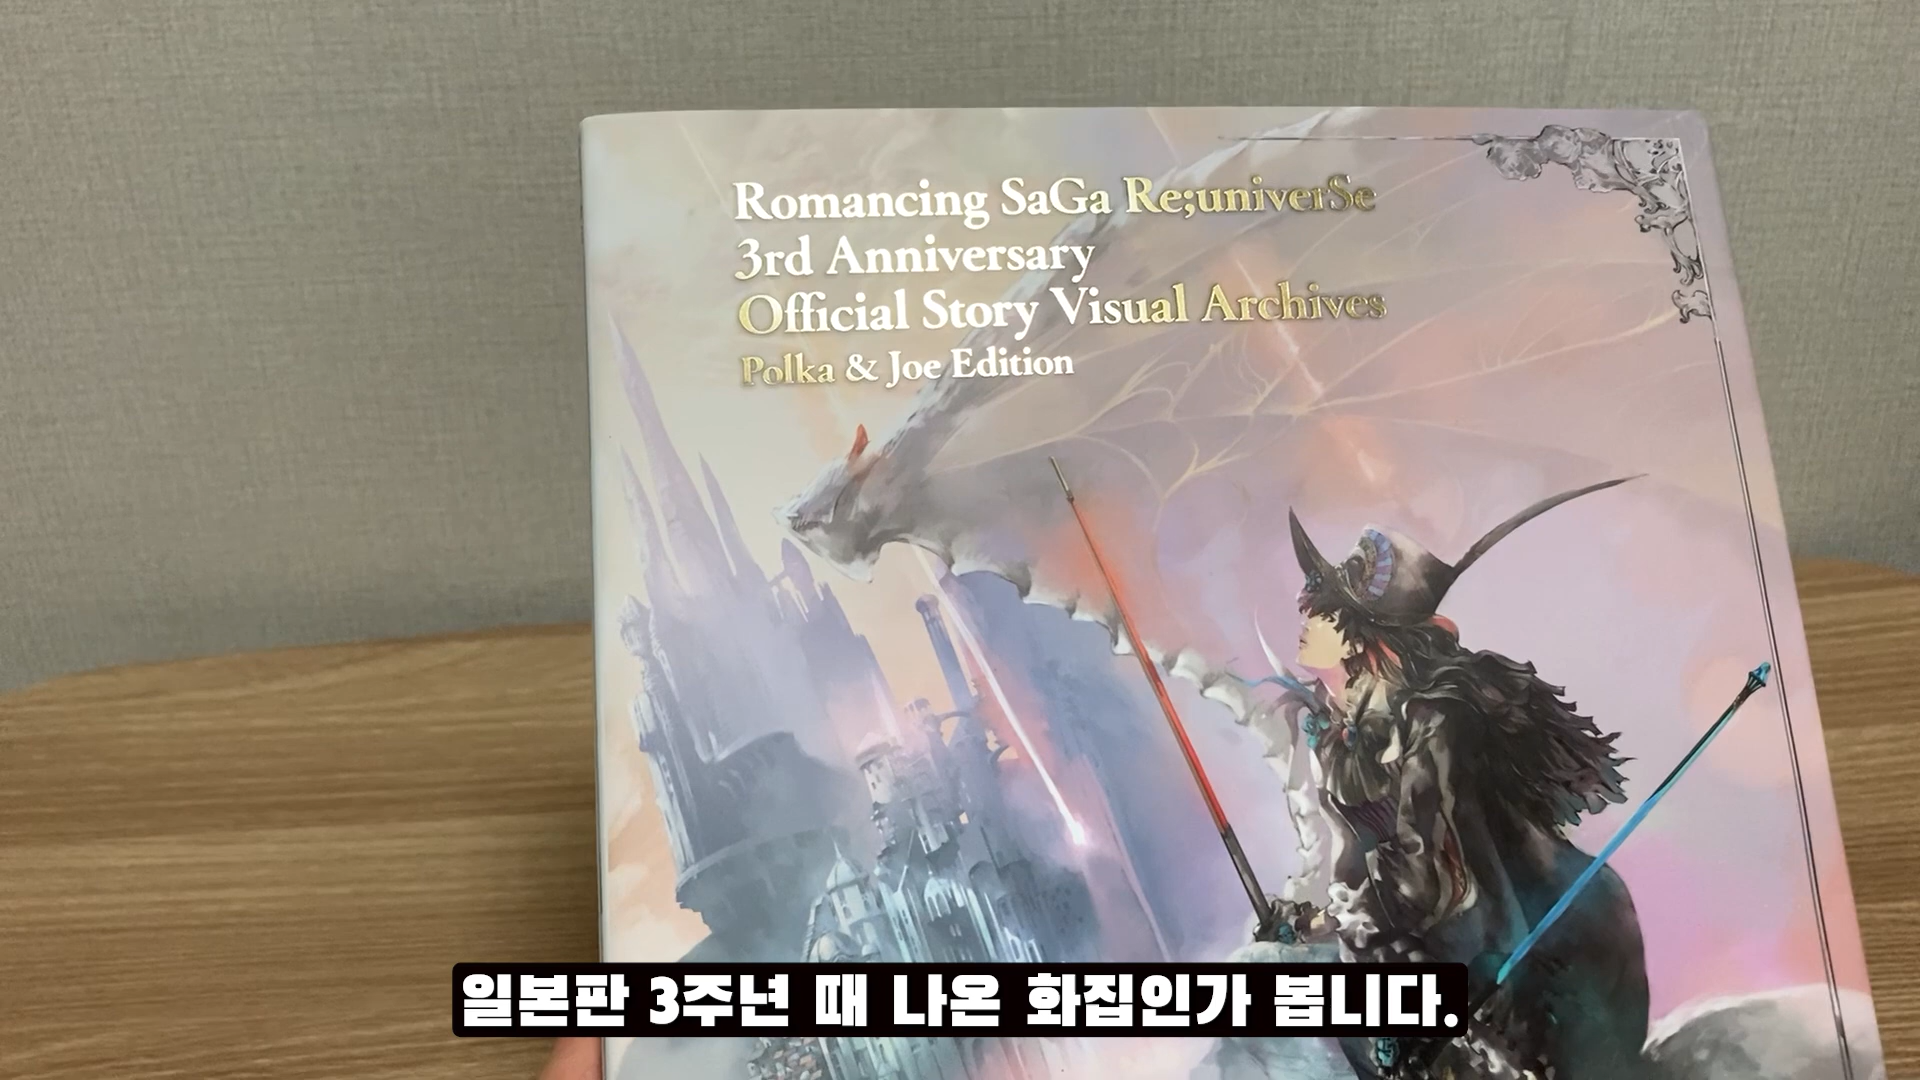 Romancing SaGa Re;univerSe
3rd Anniversary
Official Story Visual Archives
Polka & Joe Edition
일본판 3주년 때 나온 화집인가 봅니다.